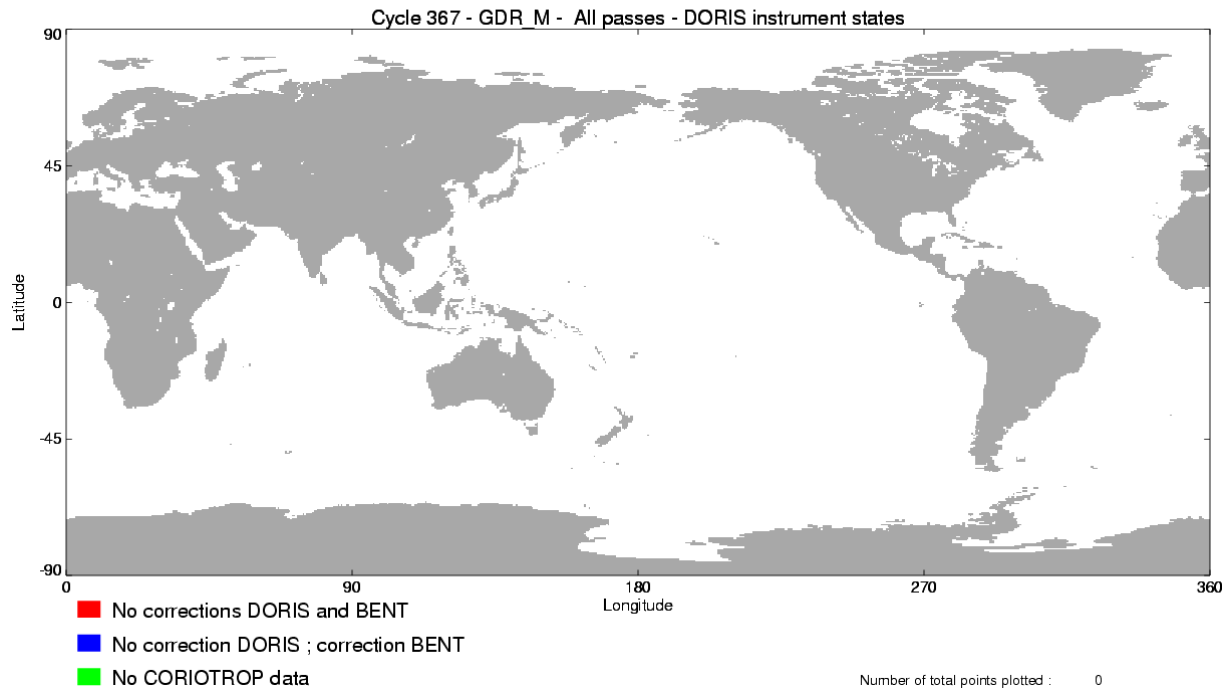 Cycle 367 - GDR_M - All passes - DORIS instrument states
90
45
0
-45
-90
Latitude
0 90 180 270 360
Longitude
No corrections DORIS and BENT
No correction DORIS ; correction BENT
No CORIOTROP data
Number of total points plotted : 0